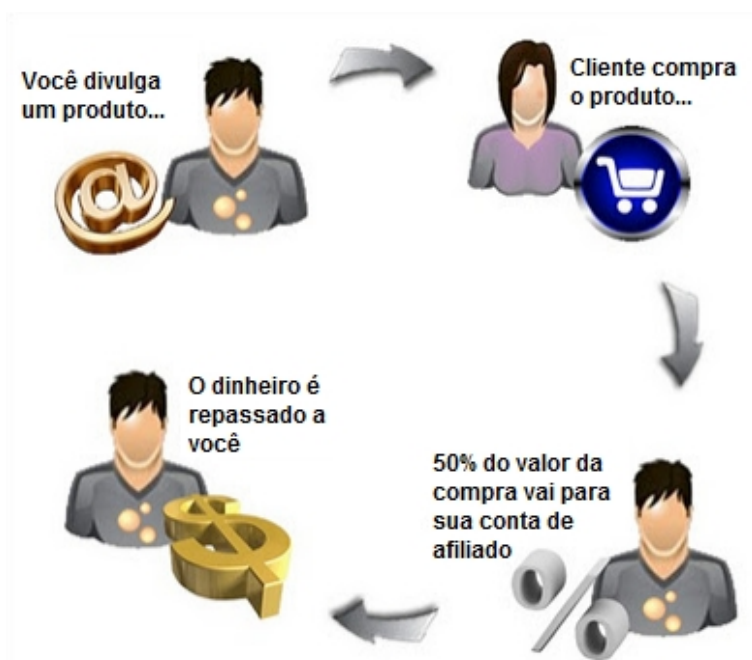 Você divulga
um produto...
Cliente compra
o produto...
50% do valor da
compra vai para
sua conta de
afiliado
O dinheiro é
repassado a
você